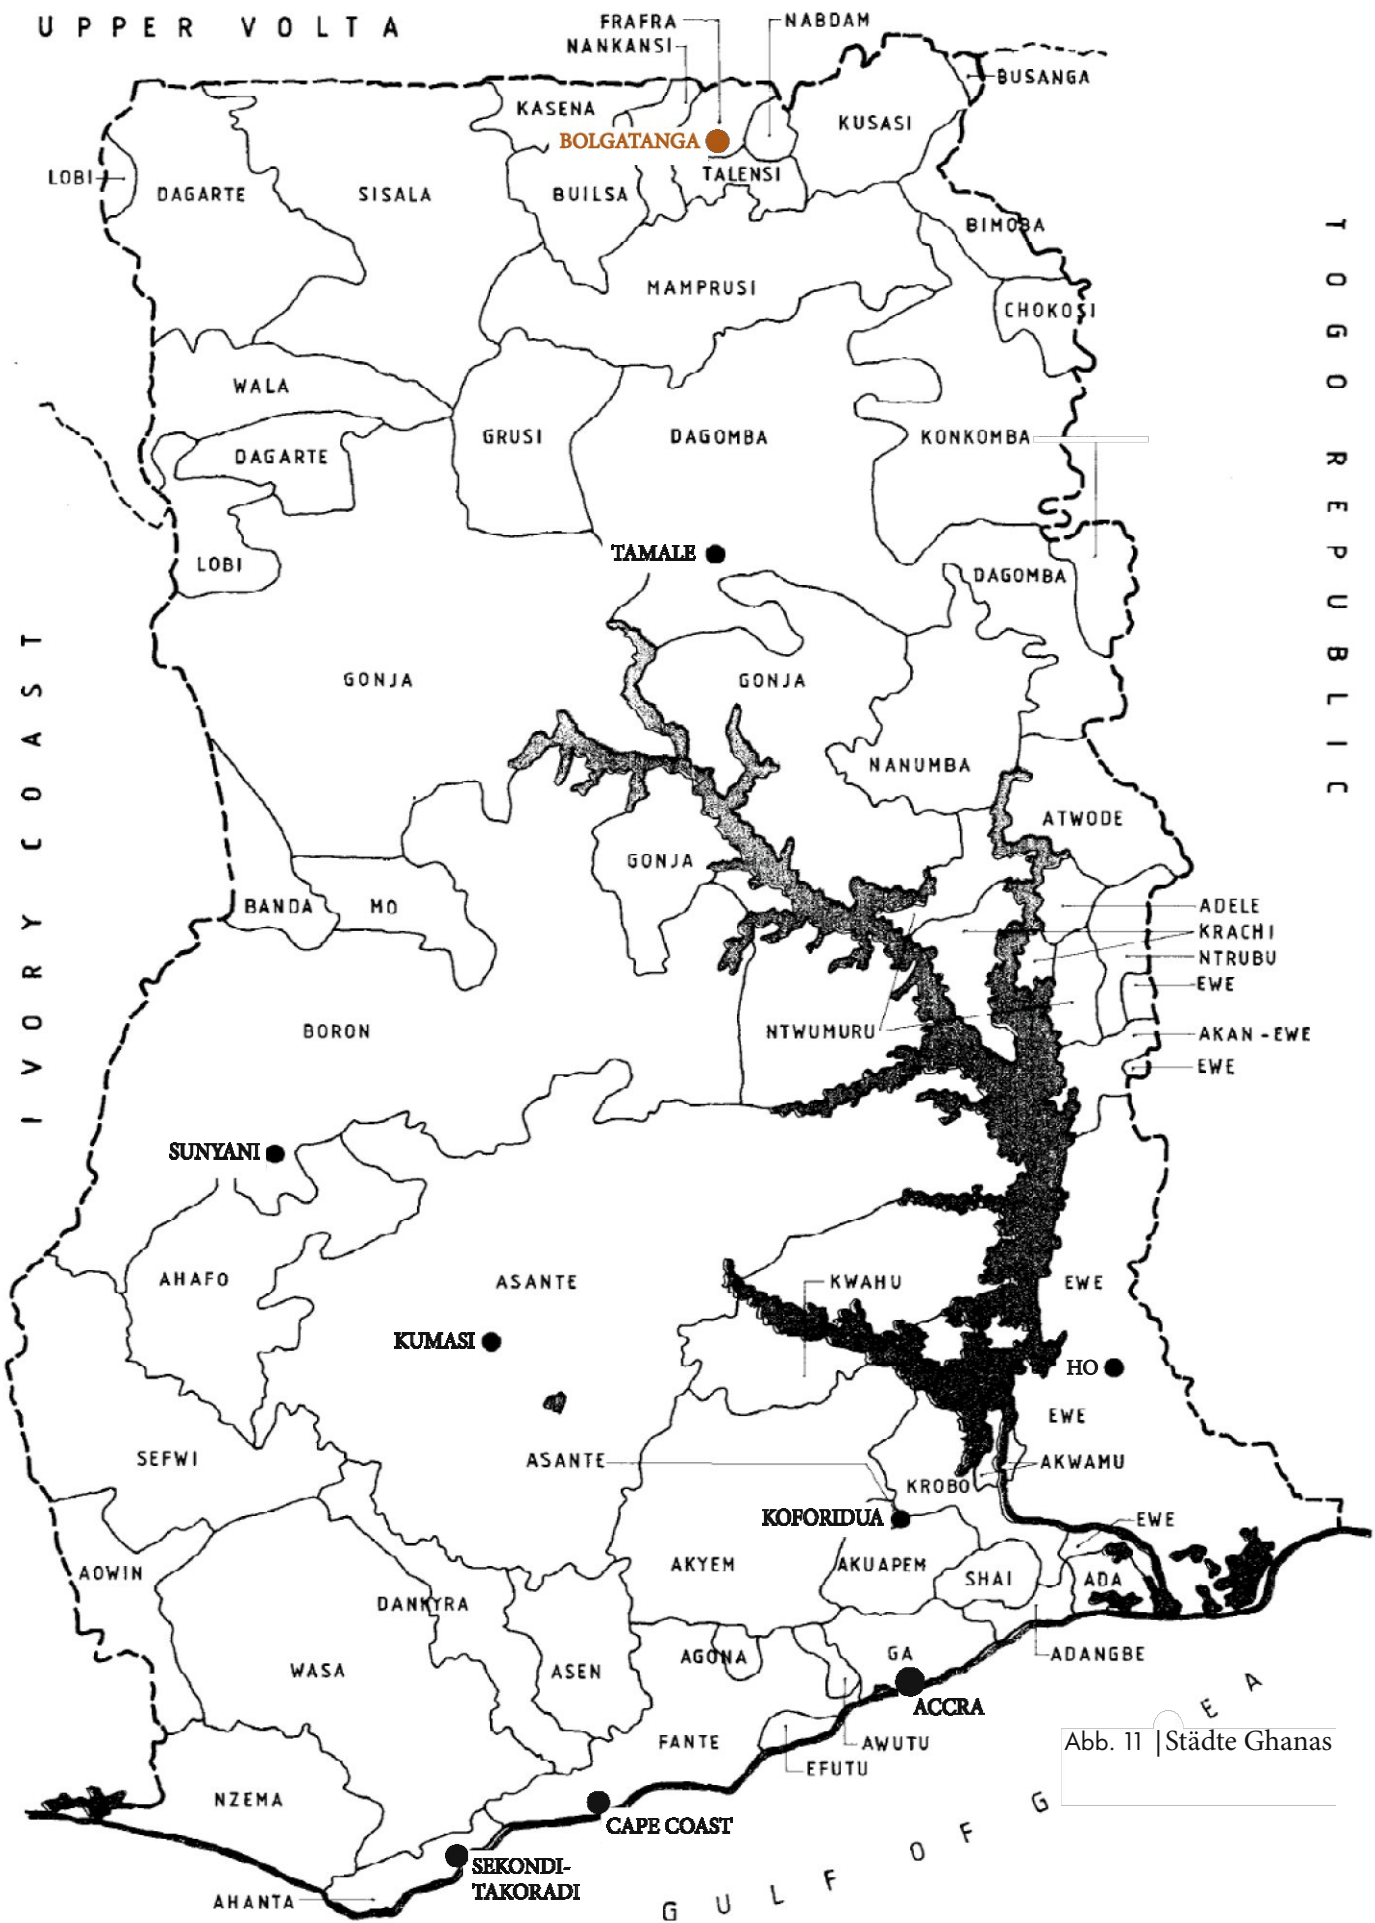 UPPER VOLTA
FRAFRA
NABDAM
NANKANSI
BUSANGA
KASENA
KUSASI
BOLGATANGA
LOBI
TALENSI
DAGARTE
SISALA
BUILSA
BIMOBA
MAMPRUSI
CHOKOSI
TOGO REPUBLIC
WALA
GRUSI
DAGOMBA
KONKOMBA
DAGARTE
TAMALE
LOBI
DAGOMBA
IVORY COAST
GONJA
GONJA
NANUMBA
ATWODE
GONJA
BANDA
MO
ADELE
KRACHI
NTRUBU
EWE
BORON
NTWUMURU
AKAN-EWE
EWE
SUNYANI
AHAFO
ASANTE
KWAHU
EWE
KUMASI
HO
EWE
SEFWI
ASANTE
AKWAMU
KROBO
KOFORIDUA
EWE
AOWIN
AKYEM
AKUAPEM
SHAI
ADA
DANKYRA
WASA
ASEN
AGONA
GA
ADANGBE
ACCRA
FANTE
AWUTU
EFUTU
Abb. 11 |Städte Ghanas
NZEMA
CAPE COAST
SEKONDI-
TAKORADI
AHANTA
GULF OF G EA